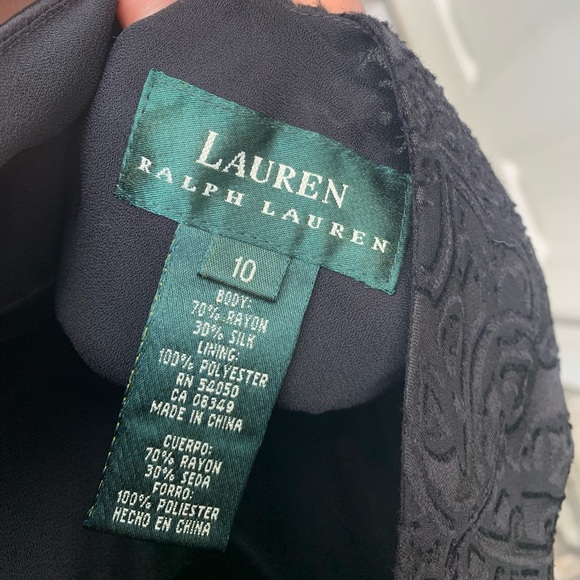 LAUREN
RALPH LAUREN
10
BODY:
70% RAYON
30% SILK
LINING:
100% POLYESTER
RN 54050
CA 08349
MADE IN CHINA
CUERPO:
70% RAYON
30% SEDA
FORRO:
100% POLIESTER
HECHO EN CHINA